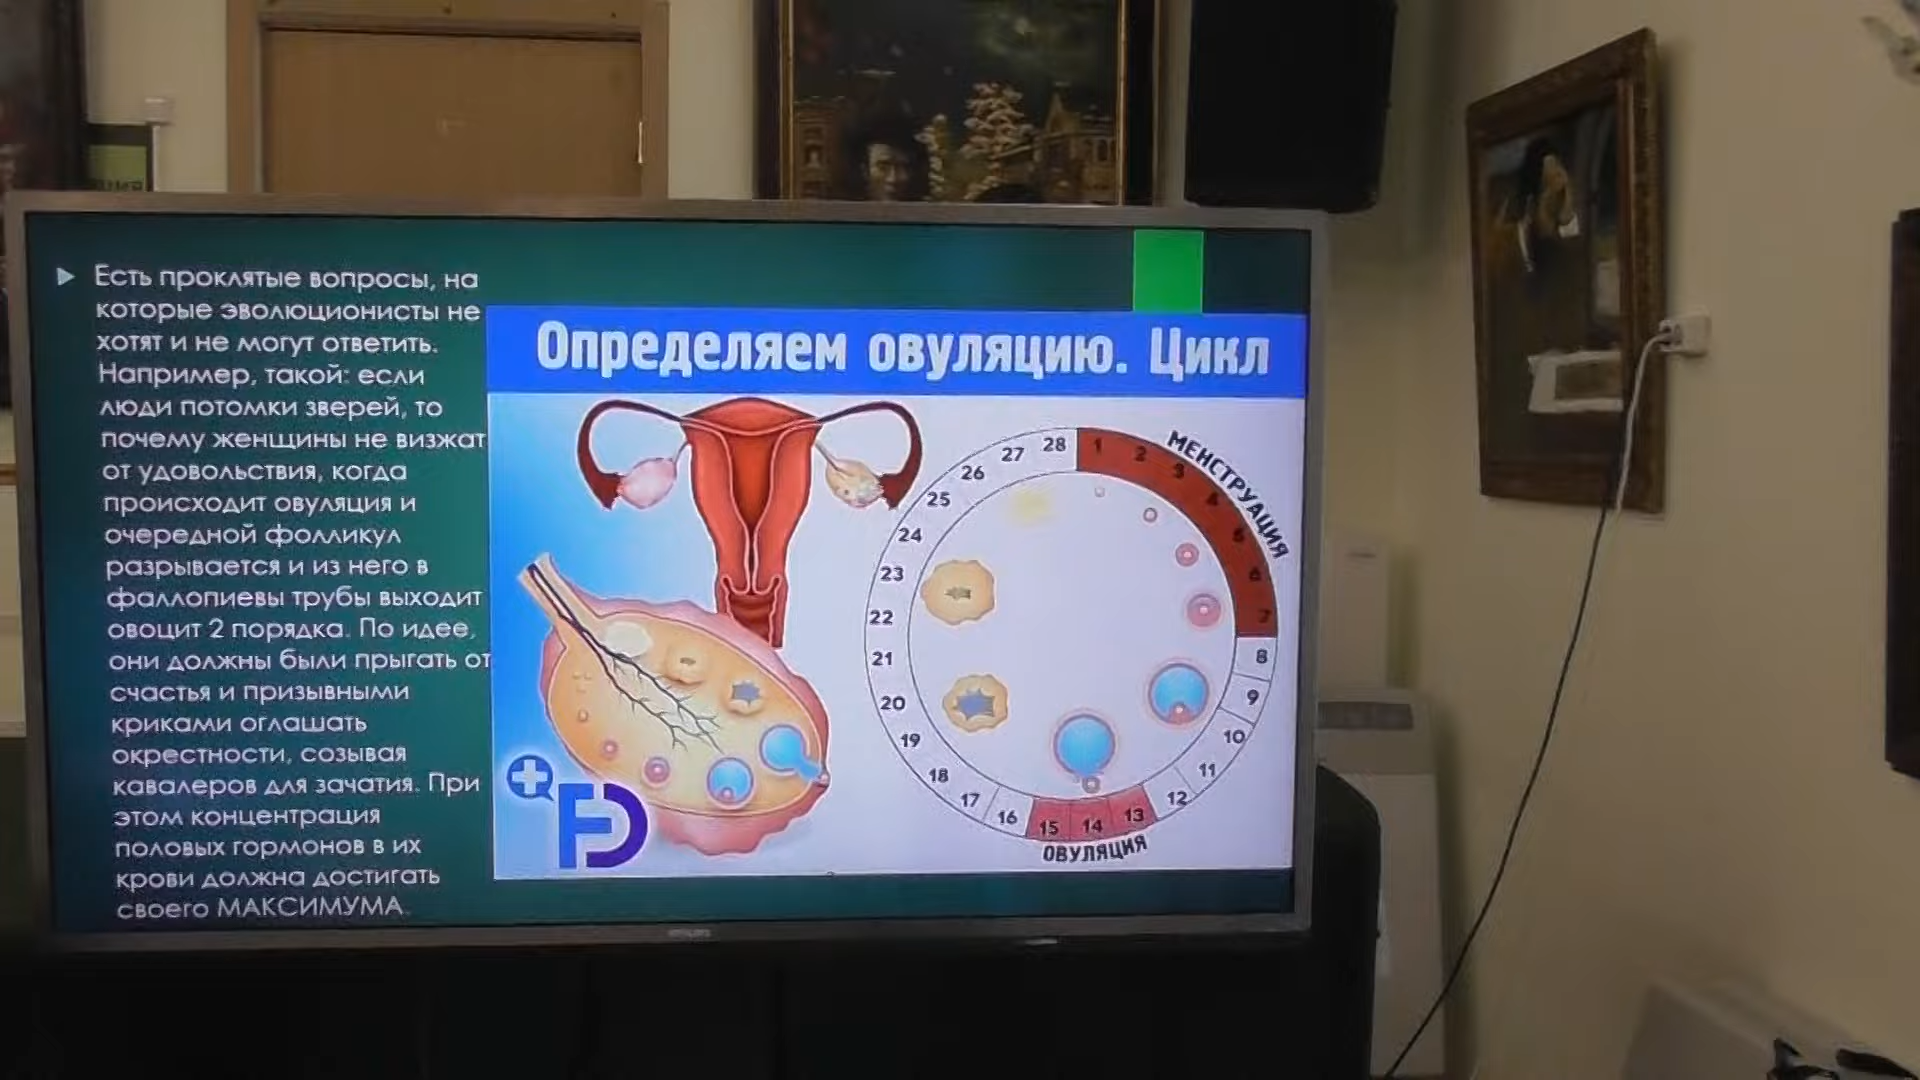 Есть проклятые вопросы, на
которые эволюционисты не
хотят и не могут ответить.
Например, такой: если
люди потомки зверей, то
почему женщины не визжат
от удовольствия, когда
происходит овуляция и
очередной фолликул
разрывается и из него в
фаллопиевы трубы выходит
овоцит 2 порядка. По идее,
они должны были прыгать от
счастья и призывными
криками оглашать
окрестности, созывая
кавалеров для зачатия. При
этом концентрация
половых гормонов в их
крови должна достигать
своего МАКСИМУМА.
Определяем овуляцию. Цикл
МЕНСТРУАЦИЯ
1
2
3
4
5
6
7
8
9
10
11
12
13
14
15
16
17
18
19
20
21
22
23
24
25
26
27
28
ОВУЛЯЦИЯ
FD